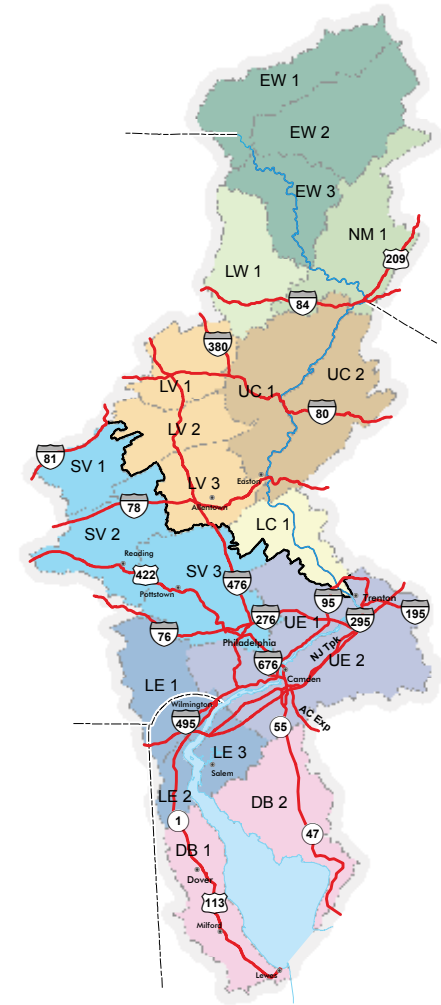 EW 1
EW 2
EW 3
NM 1
209
LW 1
84
380
LV 1
UC 1
UC 2
80
LV 2
81
SV 1
LV 3
Easton
78
Allentown
LC 1
SV 2
Reading
422
SV 3
476
Pottstown
95
Trenton
195
276
UE 1
295
76
Philadelphia
676
NJ Tpk
UE 2
LE 1
Camden
Wilmington
495
55
AC Exp
LE 3
Salem
LE 2
DB 2
1
47
DB 1
Dover
113
Milford
Lewes